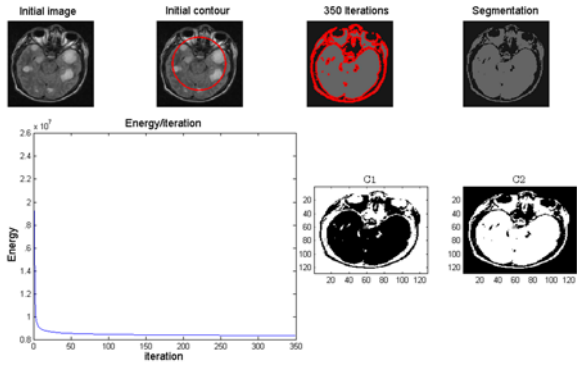 Initial image
Initial contour
350 Iterations
Segmentation
Energy/iteration
x 10^7
2.6
2.4
2.2
2
1.8
1.6
1.4
1.2
1
0.8
Energy
0 50 100 150 200 250 300 350
iteration
C1
20
40
60
80
100
120
20 40 60 80 100 120
C2
20
40
60
80
100
120
20 40 60 80 100 120